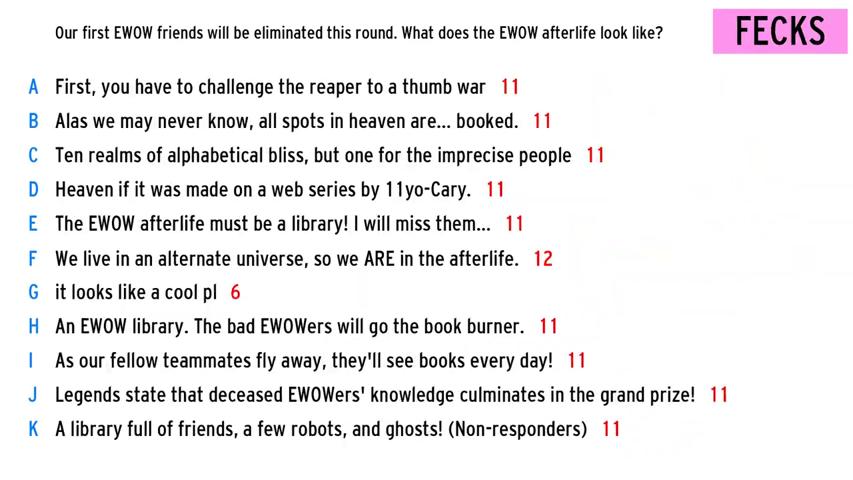 Our first EWOW friends will be eliminated this round. What does the EWOW afterlife look like?
FECKS
A First, you have to challenge the reaper to a thumb war 11
B Alas we may never know, all spots in heaven are... booked. 11
C Ten realms of alphabetical bliss, but one for the imprecise people 11
D Heaven if it was made on a web series by 11yo-Cary. 11
E The EWOW afterlife must be a library! I will miss them... 11
F We live in an alternate universe, so we ARE in the afterlife. 12
G it looks like a cool pl 6
H An EWOW library. The bad EWOWers will go the book burner. 11
I As our fellow teammates fly away, they'll see books every day! 11
J Legends state that deceased EWOWers' knowledge culminates in the grand prize! 11
K A library full of friends, a few robots, and ghosts! (Non-responders) 11